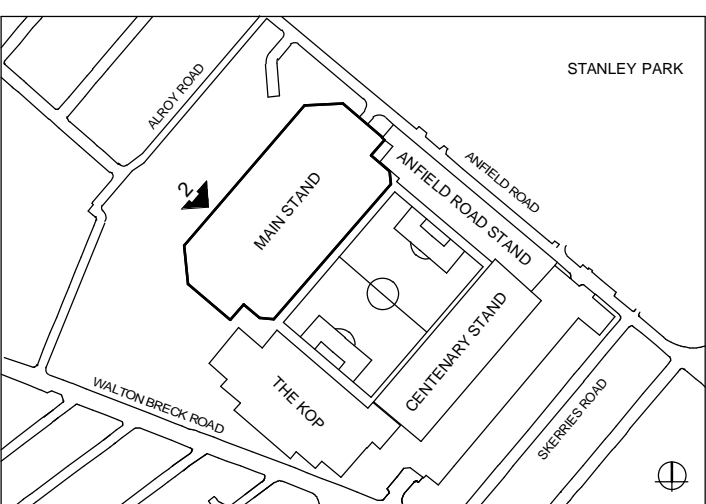 STANLEY PARK
ALROY ROAD
ANFIELD ROAD
ANFIELD ROAD STAND
2
MAIN STAND
CENTENARY STAND
THE KOP
WALTON BRECK ROAD
SKERRIES ROAD